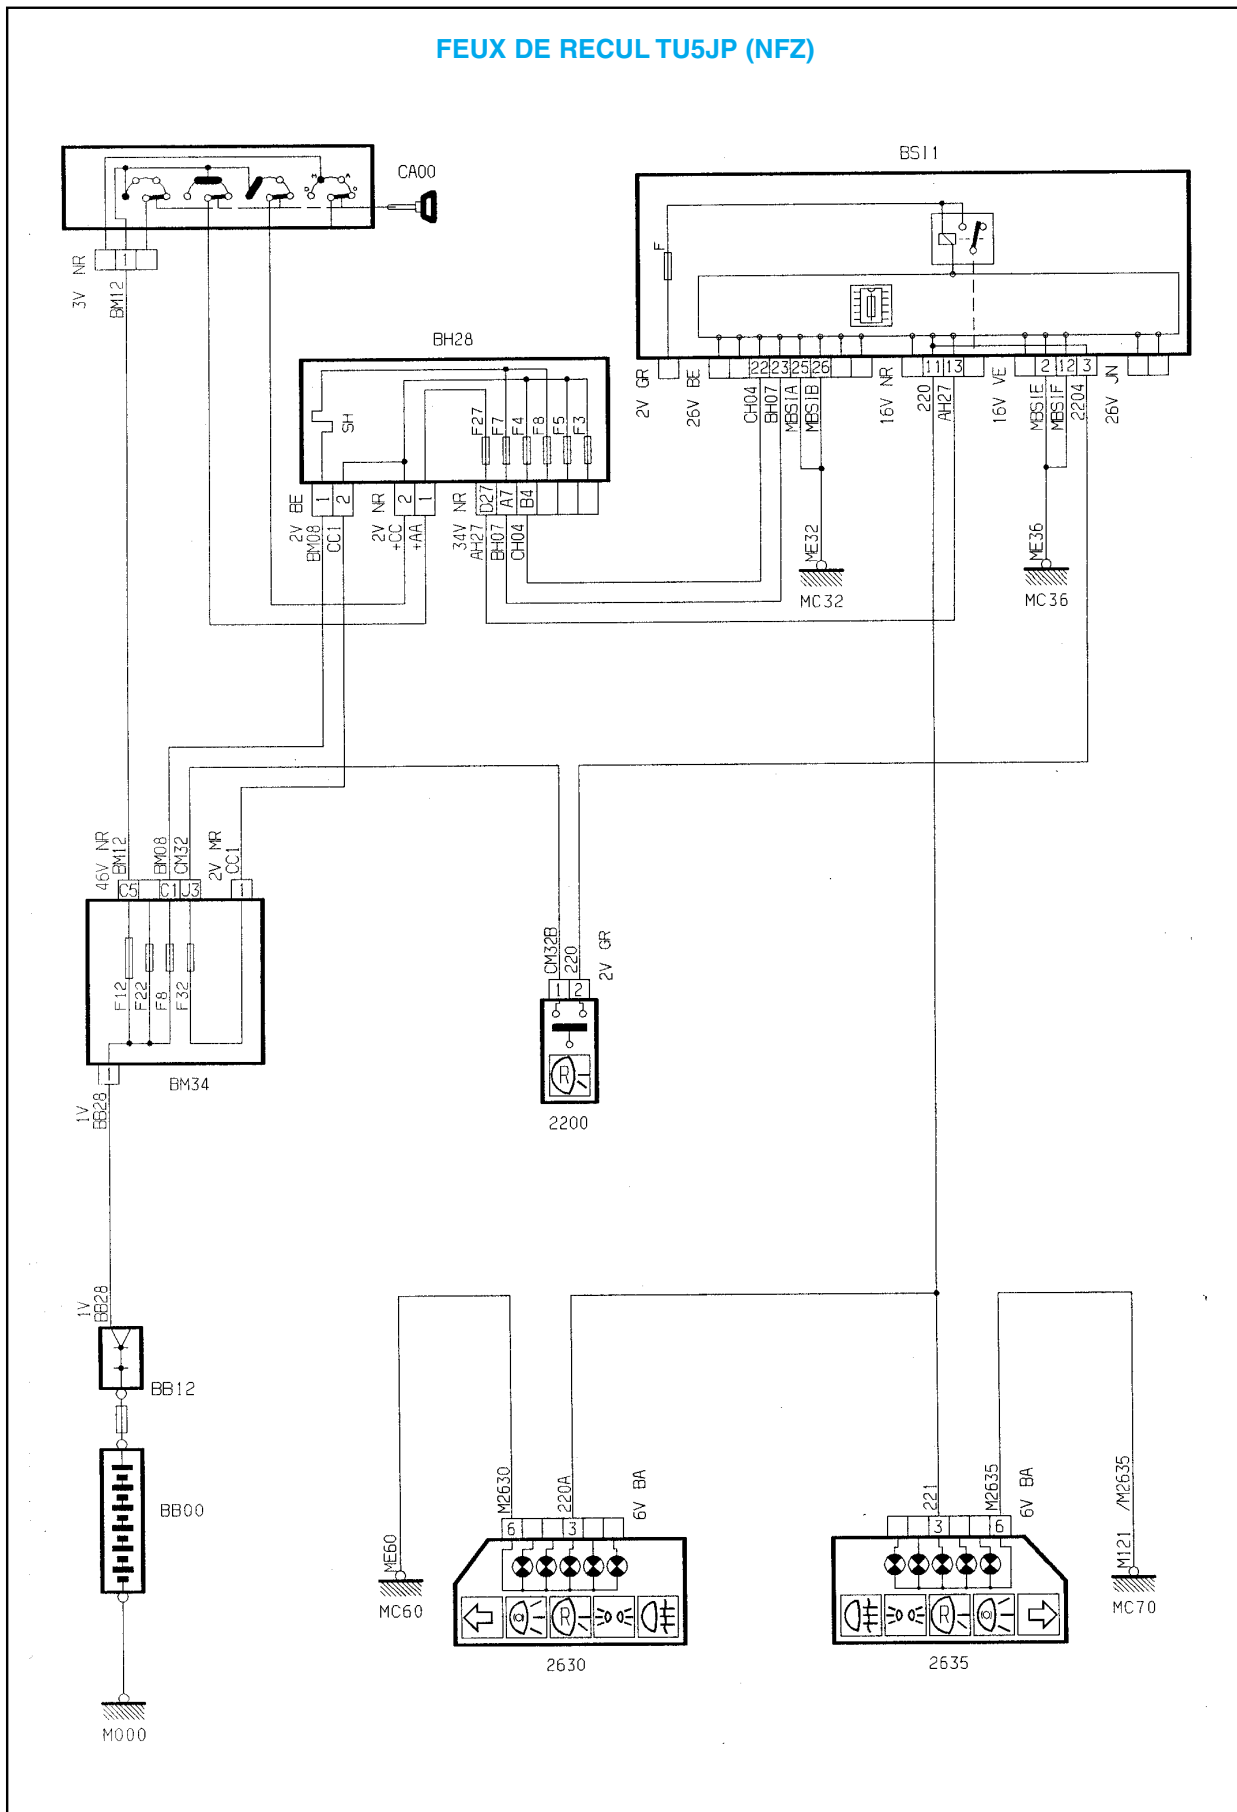 FEUX DE RECUL TU5JP (NFZ)
CA00
D
M
A
D
1
3V NR
BM12
BSI1
F
22
23
25
26
11
13
2
12
3
2V GR
26V BE
CH04
BH07
MBSIA
MBSIB
16V NR
220
AH27
16V VE
MBSIE
MBSIF
2204
26V JN
ME32
MC32
ME36
MC36
BH28
SH
F27
F7
F4
F8
F5
F3
1
2
2
1
D27
A7
B4
2V BE
BM08
CC1
2V NR
+CC
+AA
34V NR
AH27
BH07
CH04
46V NR
BM12
BM08
CM32
2V MR
CC1
C5
C1
J3
1
F12
F22
F8
F32
1
BM34
1V
BB28
CM32B
220
2V GR
1
2
R
2200
1V
BB28
BB12
BB00
M000
M2630
220A
6V BA
6
3
ME60
MC60
R
2630
221
M2635
6V BA
3
6
M121 /M2635
MC70
R
2635